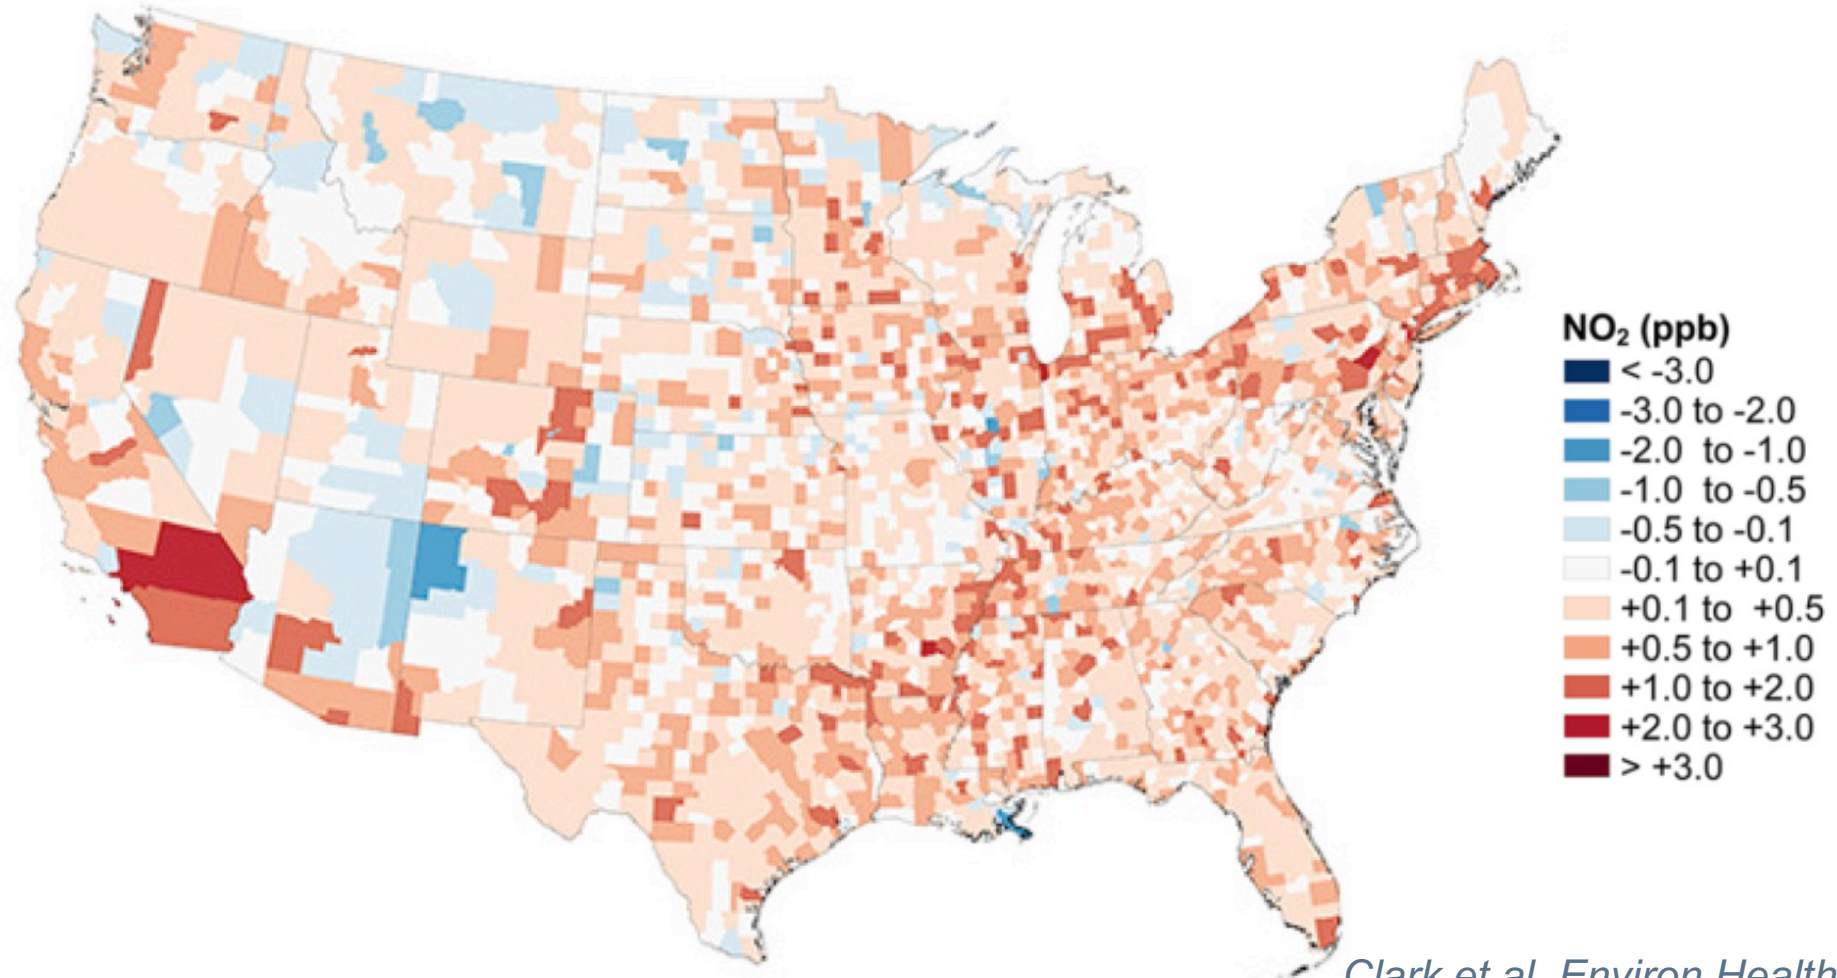 NO₂ (ppb)
< -3.0
-3.0 to -2.0
-2.0 to -1.0
-1.0 to -0.5
-0.5 to -0.1
-0.1 to +0.1
+0.1 to +0.5
+0.5 to +1.0
+1.0 to +2.0
+2.0 to +3.0
> +3.0
Clark et al. Environ Health